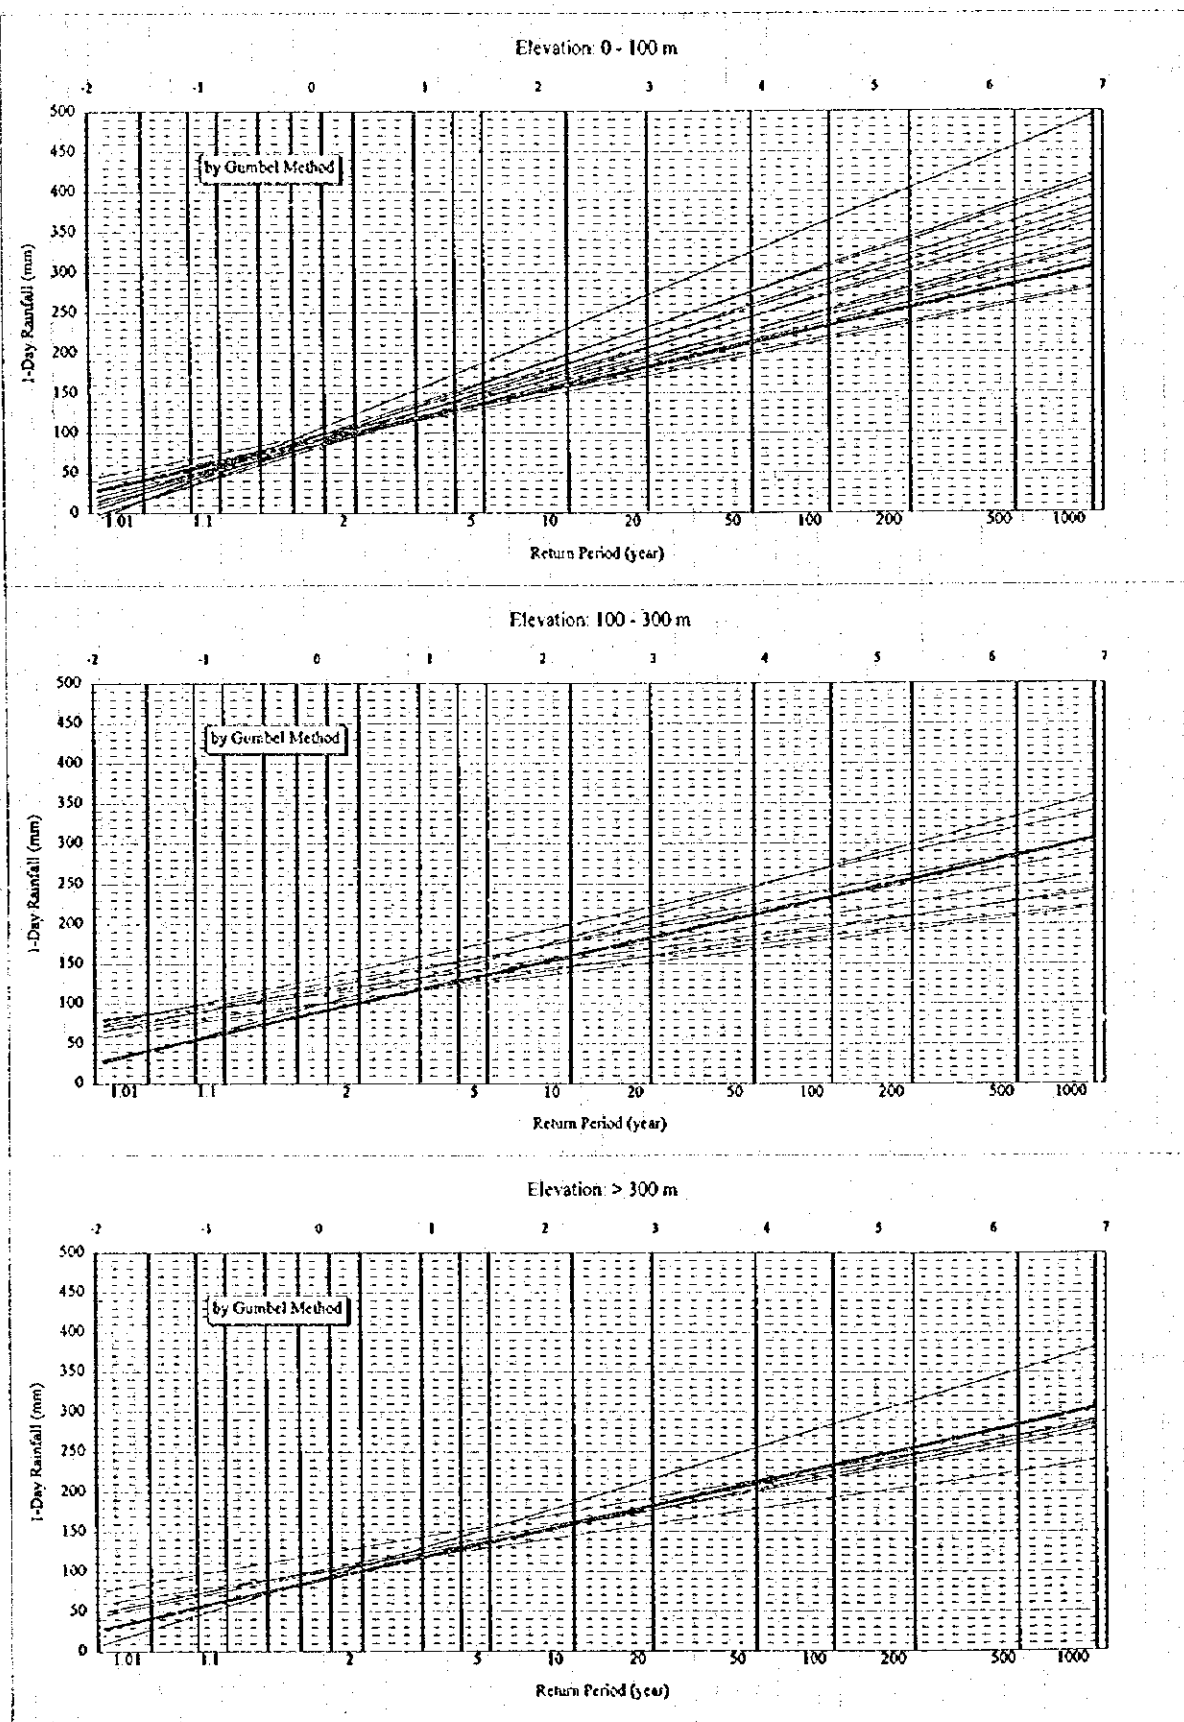 Elevation: 0 - 100 m
-2 -1 0 1 2 3 4 5 6 7
500
450
by Gumbel Method
400
350
300
250
200
150
100
50
0
1-Day Rainfall (mm)
1.01 1.1 2 5 10 20 50 100 200 500 1000
Return Period (year)
Elevation: 100 - 300 m
-2 -1 0 1 2 3 4 5 6 7
500
450
by Gumbel Method
400
350
300
250
200
150
100
50
0
1-Day Rainfall (mm)
1.01 1.1 2 5 10 20 50 100 200 500 1000
Return Period (year)
Elevation: > 300 m
-2 -1 0 1 2 3 4 5 6 7
500
450
by Gumbel Method
400
350
300
250
200
150
100
50
0
1-Day Rainfall (mm)
1.01 1.1 2 5 10 20 50 100 200 500 1000
Return Period (year)